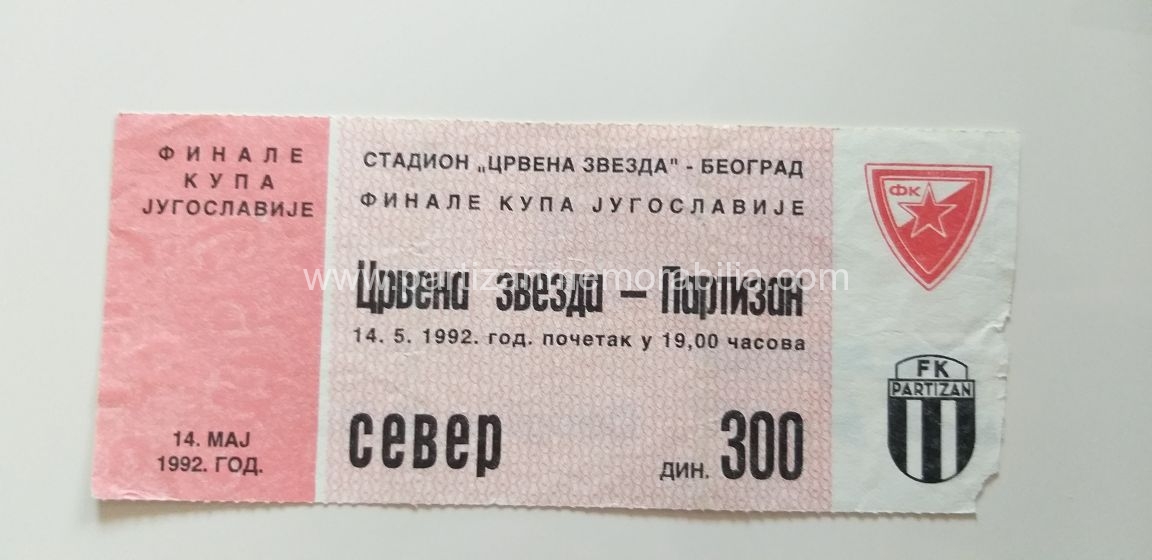 ФИНАЛЕ
КУПА
ЈУГОСЛАВИЈЕ
14. МАЈ
1992. ГОД.
СТАДИОН „ЦРВЕНА ЗВЕЗДА" - БЕОГРАД
ФИНАЛЕ КУПА ЈУГОСЛАВИЈЕ
www.partizanmemorabilia.com
Црвена звезда – Партизан
14. 5. 1992. год. почетак у 19,00 часова
север
ДИН. 300
ФК
FK
PARTIZAN